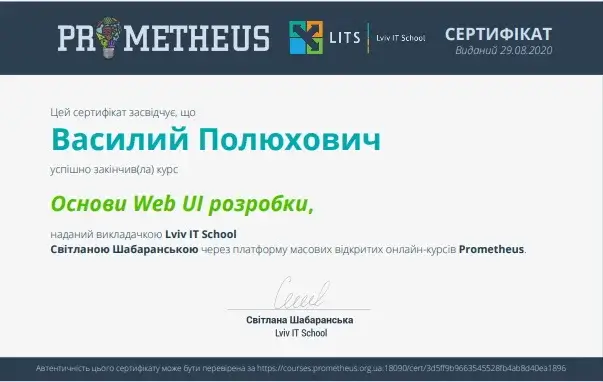 PROMETHEUS
LITS
Lviv IT School
СЕРТИФІКАТ
Виданий 29.08.2020
Цей сертифікат засвідчує, що
Василий Полюхович
успішно закінчив(ла) курс
Основи Web UI розробки,
наданий викладачкою Lviv IT School
Світланою Шабаранською через платформу масових відкритих онлайн-курсів Prometheus.
Світлана Шабаранська
Lviv IT School
Автентичність цього сертифікату може бути перевірена за https://courses.prometheus.org.ua:18090/cert/3d5ff9b9663545528fb4ab8d40ea1896